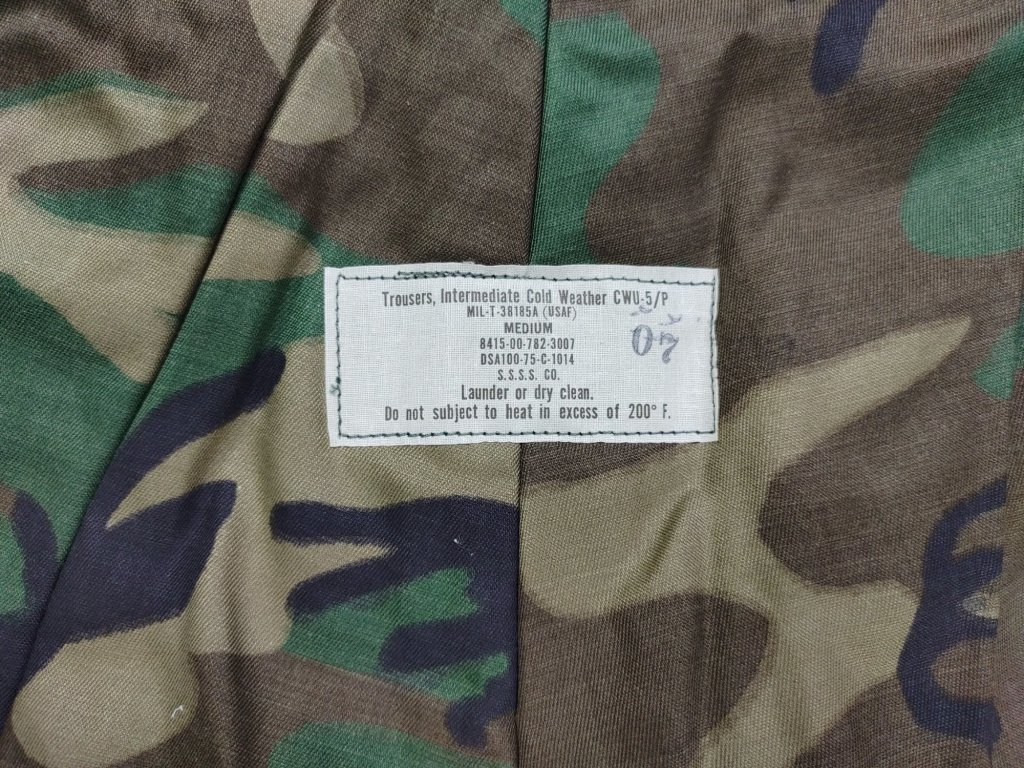 Trousers, Intermediate Cold Weather CWU-5/P
MIL-T-38185A (USAF)
MEDIUM
8415-00-782-3007
DSA100-75-C-1014
S.S.S.S. CO.
Launder or dry clean.
Do not subject to heat in excess of 200° F.
07